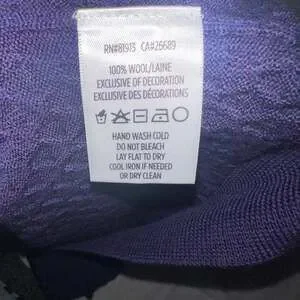 RN#81913 CA#26689
100% WOOL/LAINE
EXCLUSIVE OF DECORATION
EXCLUSIVE DES DÉCORATIONS
HAND WASH COLD
DO NOT BLEACH
LAY FLAT TO DRY
COOL IRON IF NEEDED
OR DRY CLEAN